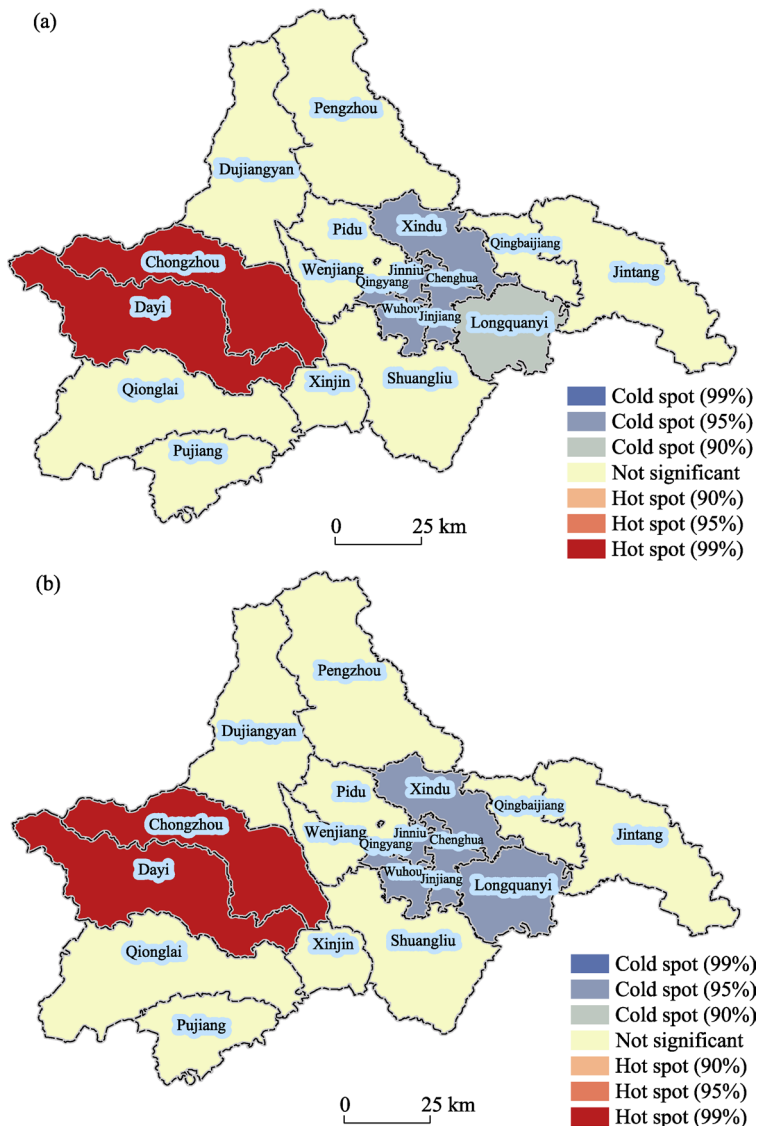 (a)
Pengzhou
Dujiangyan
Pidu
Xindu
Qingbaijiang
Chongzhou
Wenjiang
Jinniu
Chenghua
Jintang
Qingyang
Dayi
Wuhou
Jinjiang
Longquanyi
Qionglai
Xinjin
Shuangliu
Pujiang
Cold spot (99%)
Cold spot (95%)
Cold spot (90%)
Not significant
Hot spot (90%)
Hot spot (95%)
Hot spot (99%)
0 25 km
(b)
Pengzhou
Dujiangyan
Pidu
Xindu
Qingbaijiang
Chongzhou
Wenjiang
Jinniu
Chenghua
Jintang
Qingyang
Dayi
Wuhou
Jinjiang
Longquanyi
Qionglai
Xinjin
Shuangliu
Pujiang
Cold spot (99%)
Cold spot (95%)
Cold spot (90%)
Not significant
Hot spot (90%)
Hot spot (95%)
Hot spot (99%)
0 25 km